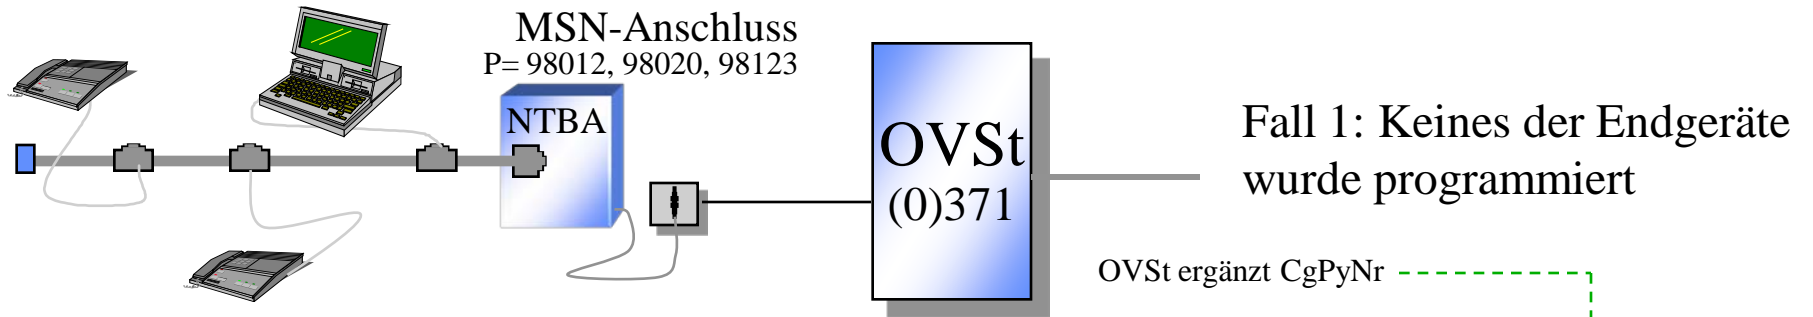 MSN-Anschluss
P= 98012, 98020, 98123
NTBA
OVSt
(0)371
Fall 1: Keines der Endgeräte
wurde programmiert
OVSt ergänzt CgPyNr